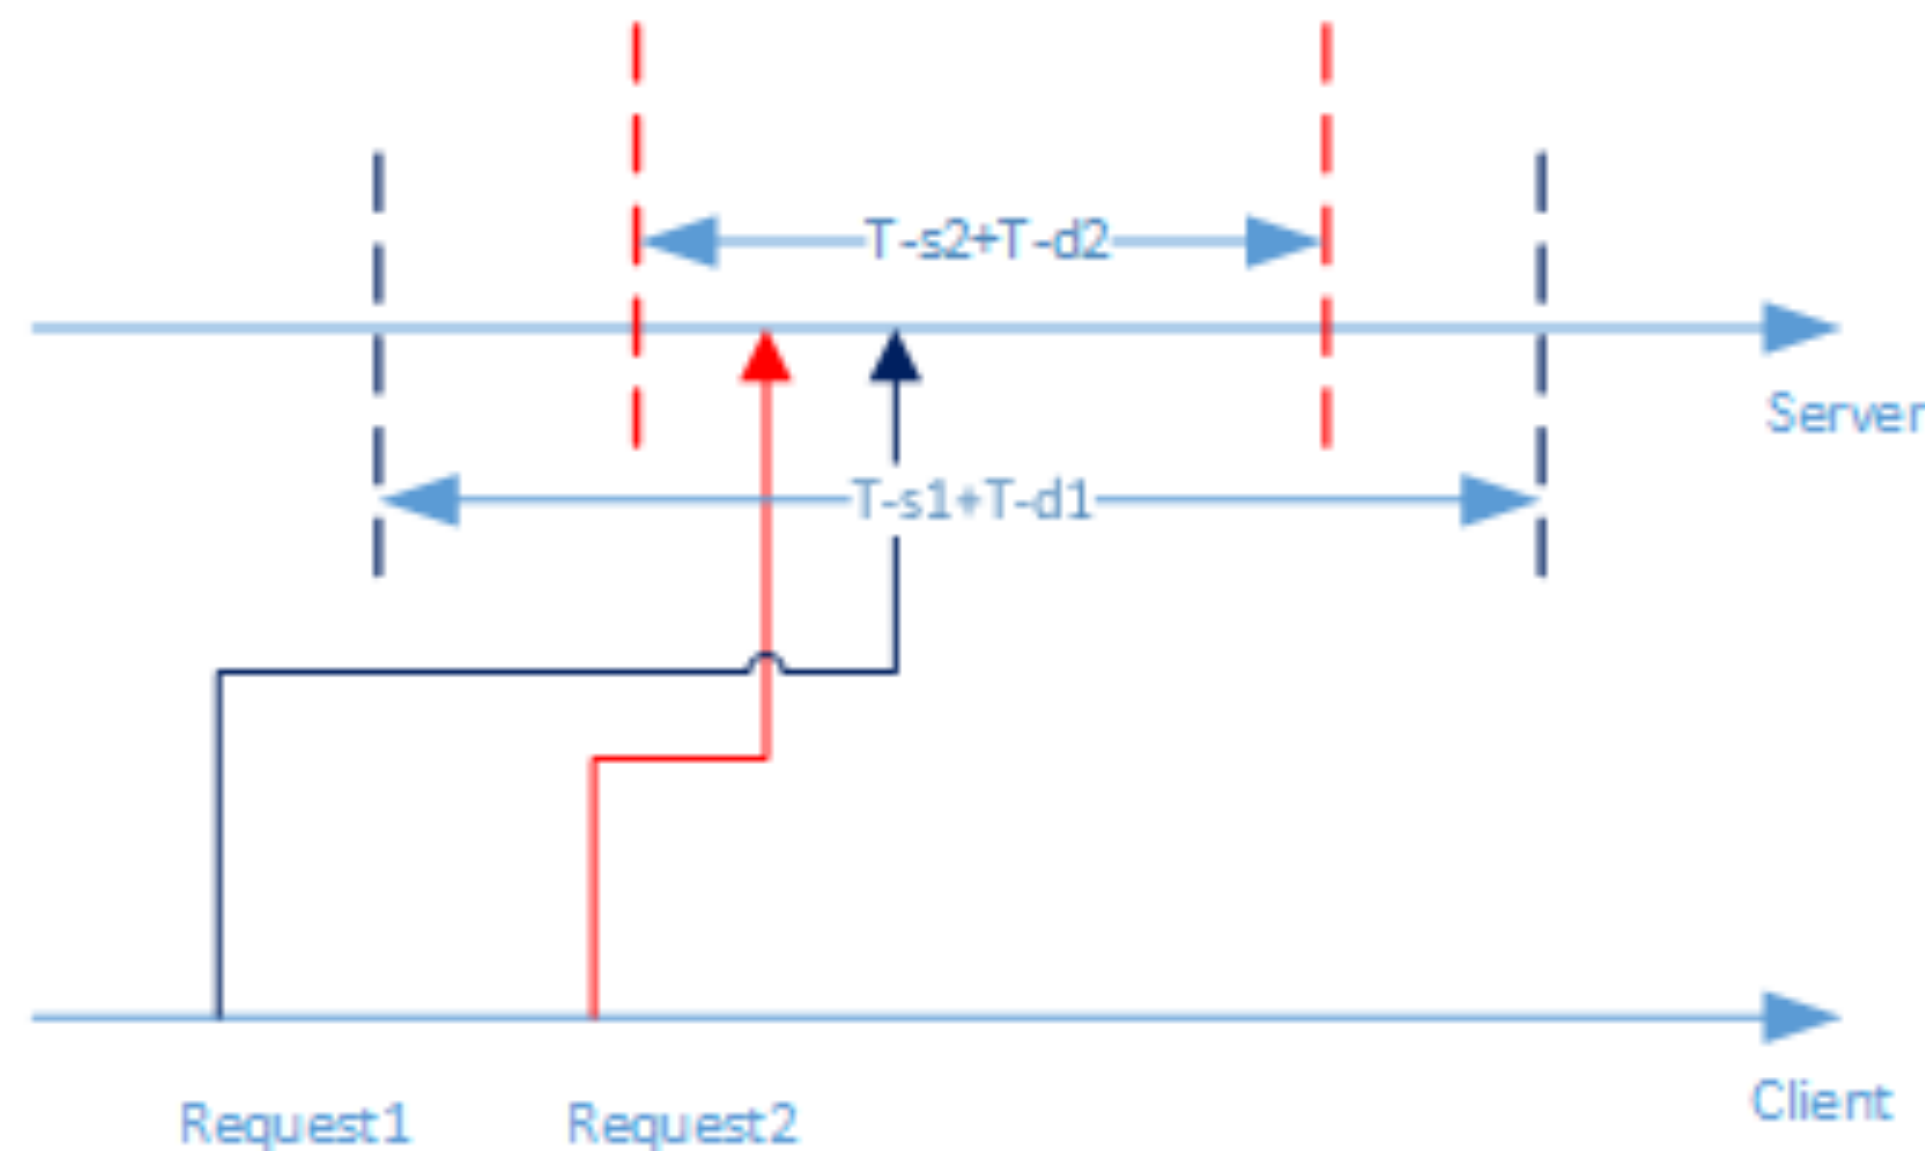 T-s2+T-d2
Server
T-s1+T-d1
Client
Request1
Request2